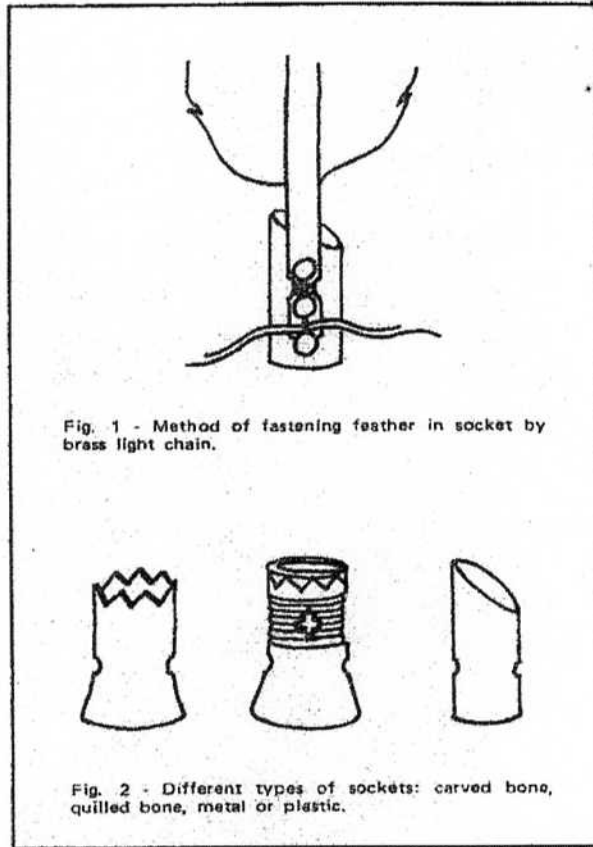 Fig. 1 - Method of fastening feather in socket by
brass light chain.
Fig. 2 - Different types of sockets: carved bone,
quilled bone, metal or plastic.